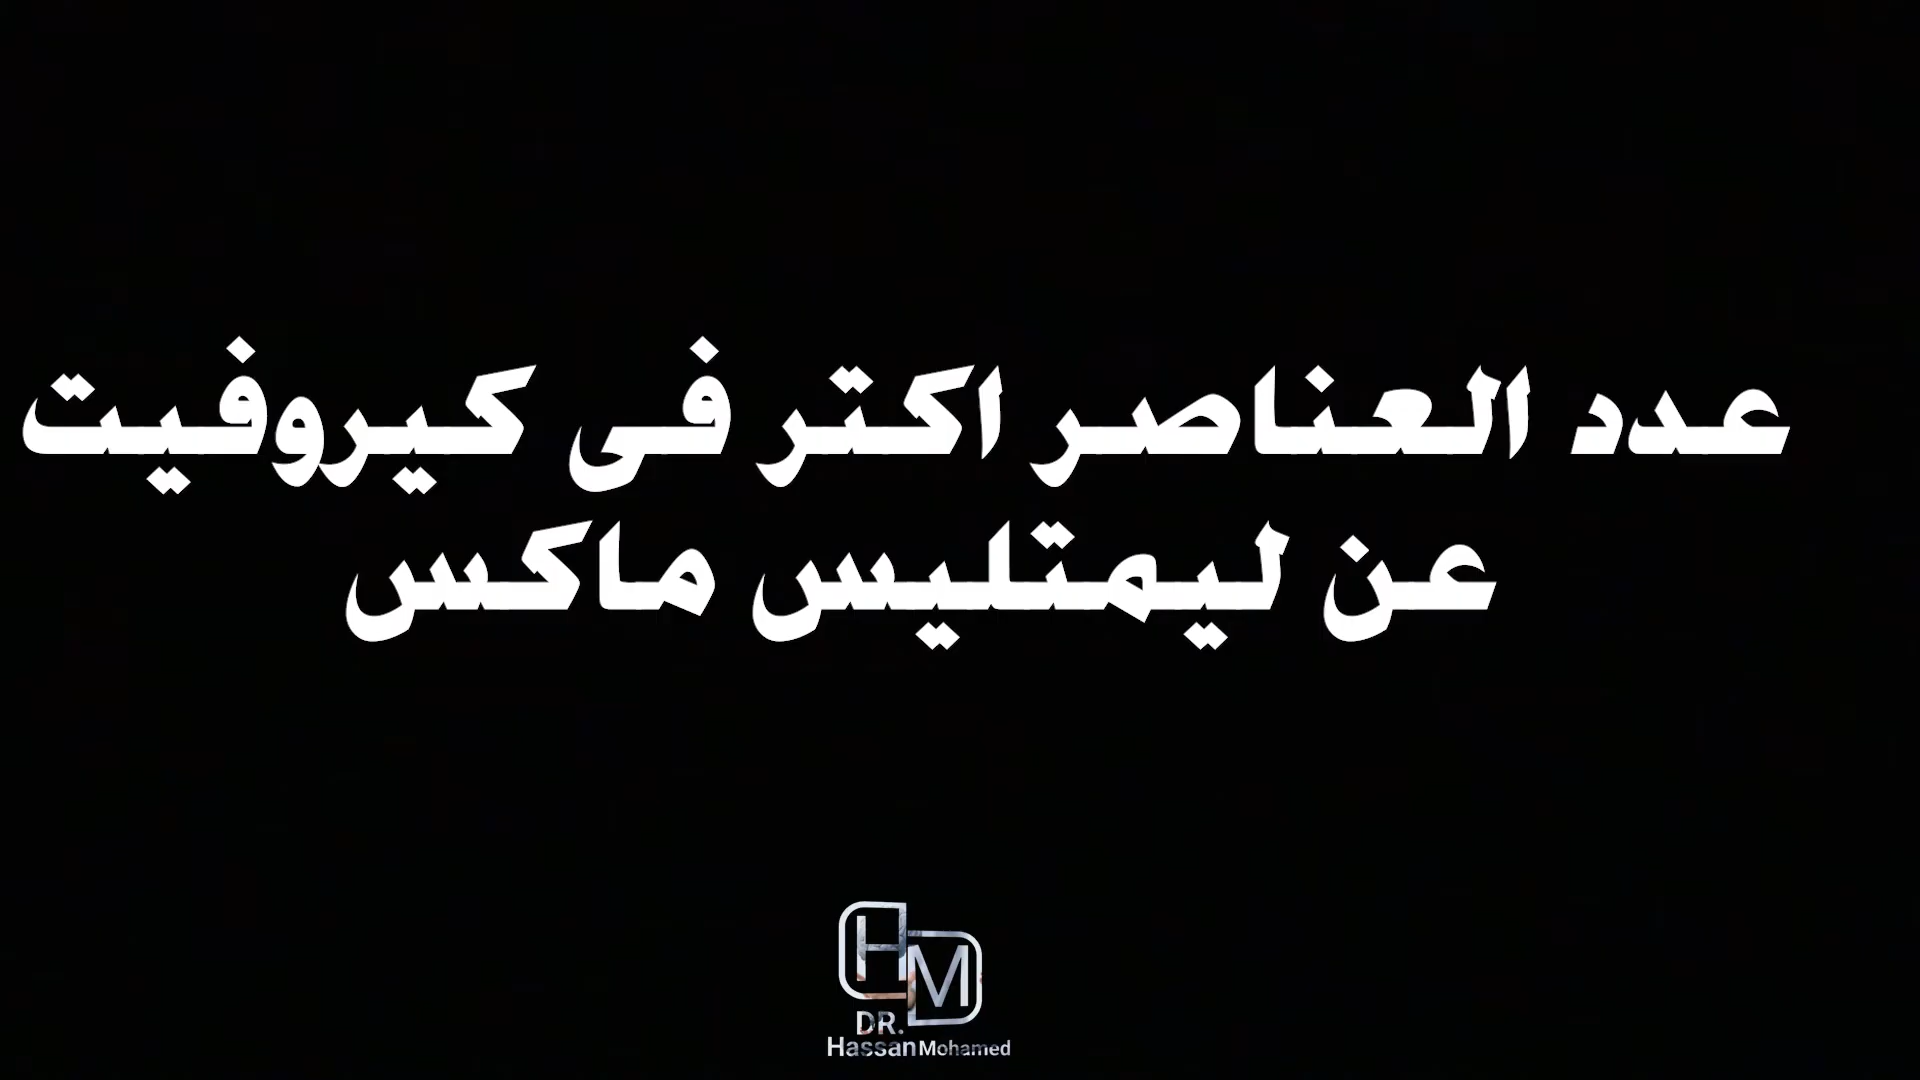 عدد العناصر اكتر فى كيروفيت
عن ليمتليس ماكس
HM
DR.
Hassan Mohamed